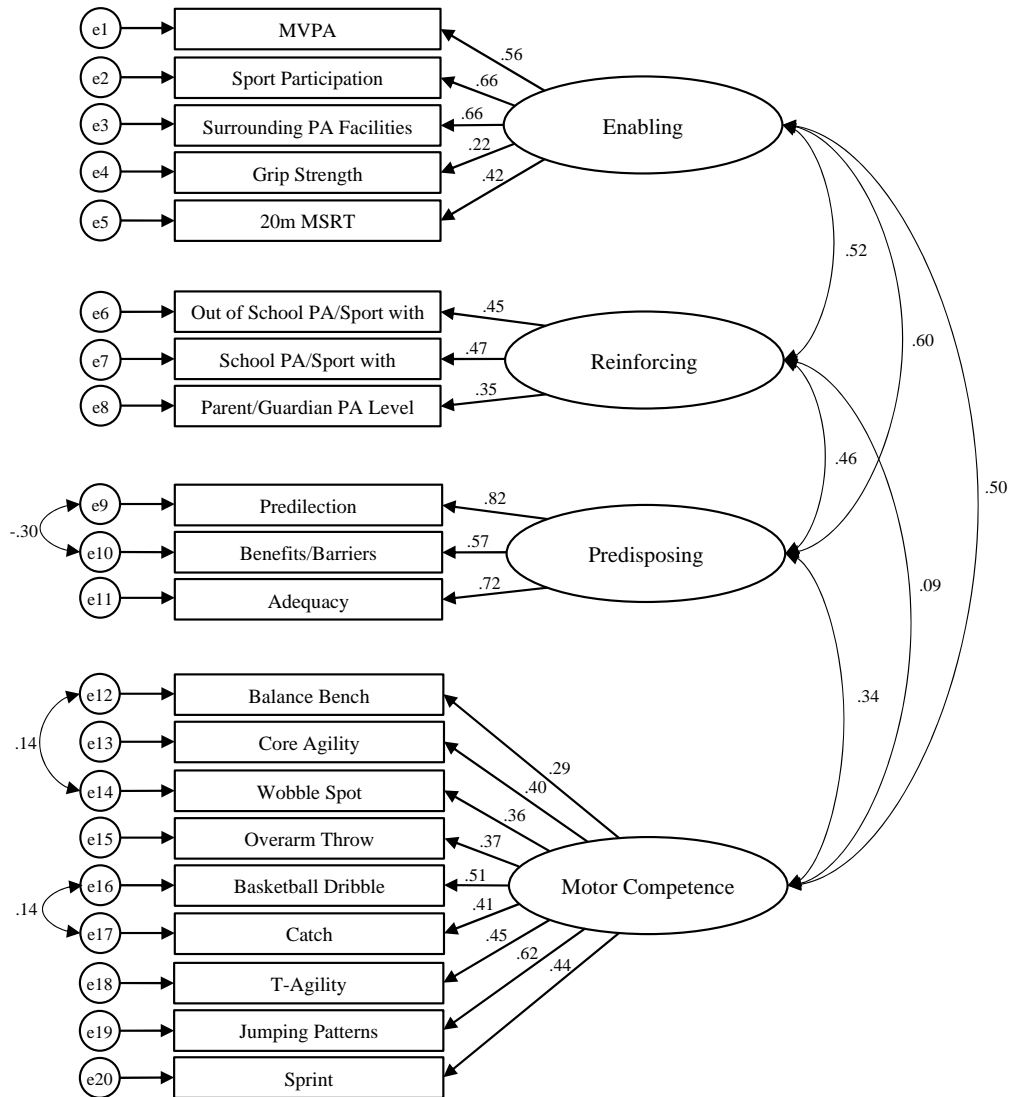 e1 MVPA
.56
e2 Sport Participation
.66
e3 Surrounding PA Facilities
.66
Enabling
e4 Grip Strength
.22
e5 20m MSRT
.42
.52
e6 Out of School PA/Sport with
.45
e7 School PA/Sport with
.47
Reinforcing
e8 Parent/Guardian PA Level
.35
.60
.46
.50
e9 Predilection
.82
-.30
e10 Benefits/Barriers
.57
Predisposing
e11 Adequacy
.72
.09
.34
e12 Balance Bench
.29
.14
e13 Core Agility
.40
e14 Wobble Spot
.36
e15 Overarm Throw
.37
e16 Basketball Dribble
.51
Motor Competence
.14
e17 Catch
.41
e18 T-Agility
.45
e19 Jumping Patterns
.62
e20 Sprint
.44